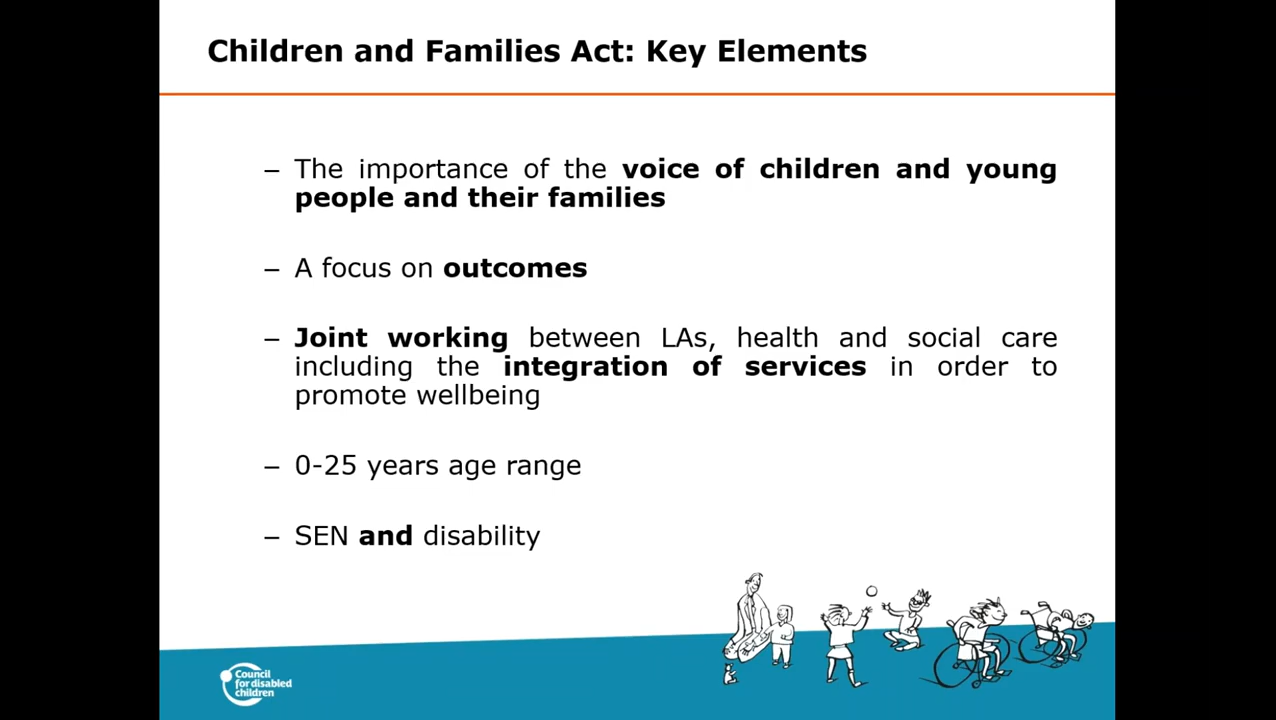 Children and Families Act: Key Elements
– The importance of the voice of children and young
people and their families
– A focus on outcomes
– Joint working between LAs, health and social care
including the integration of services in order to
promote wellbeing
– 0-25 years age range
– SEN and disability
Council
for disabled
children